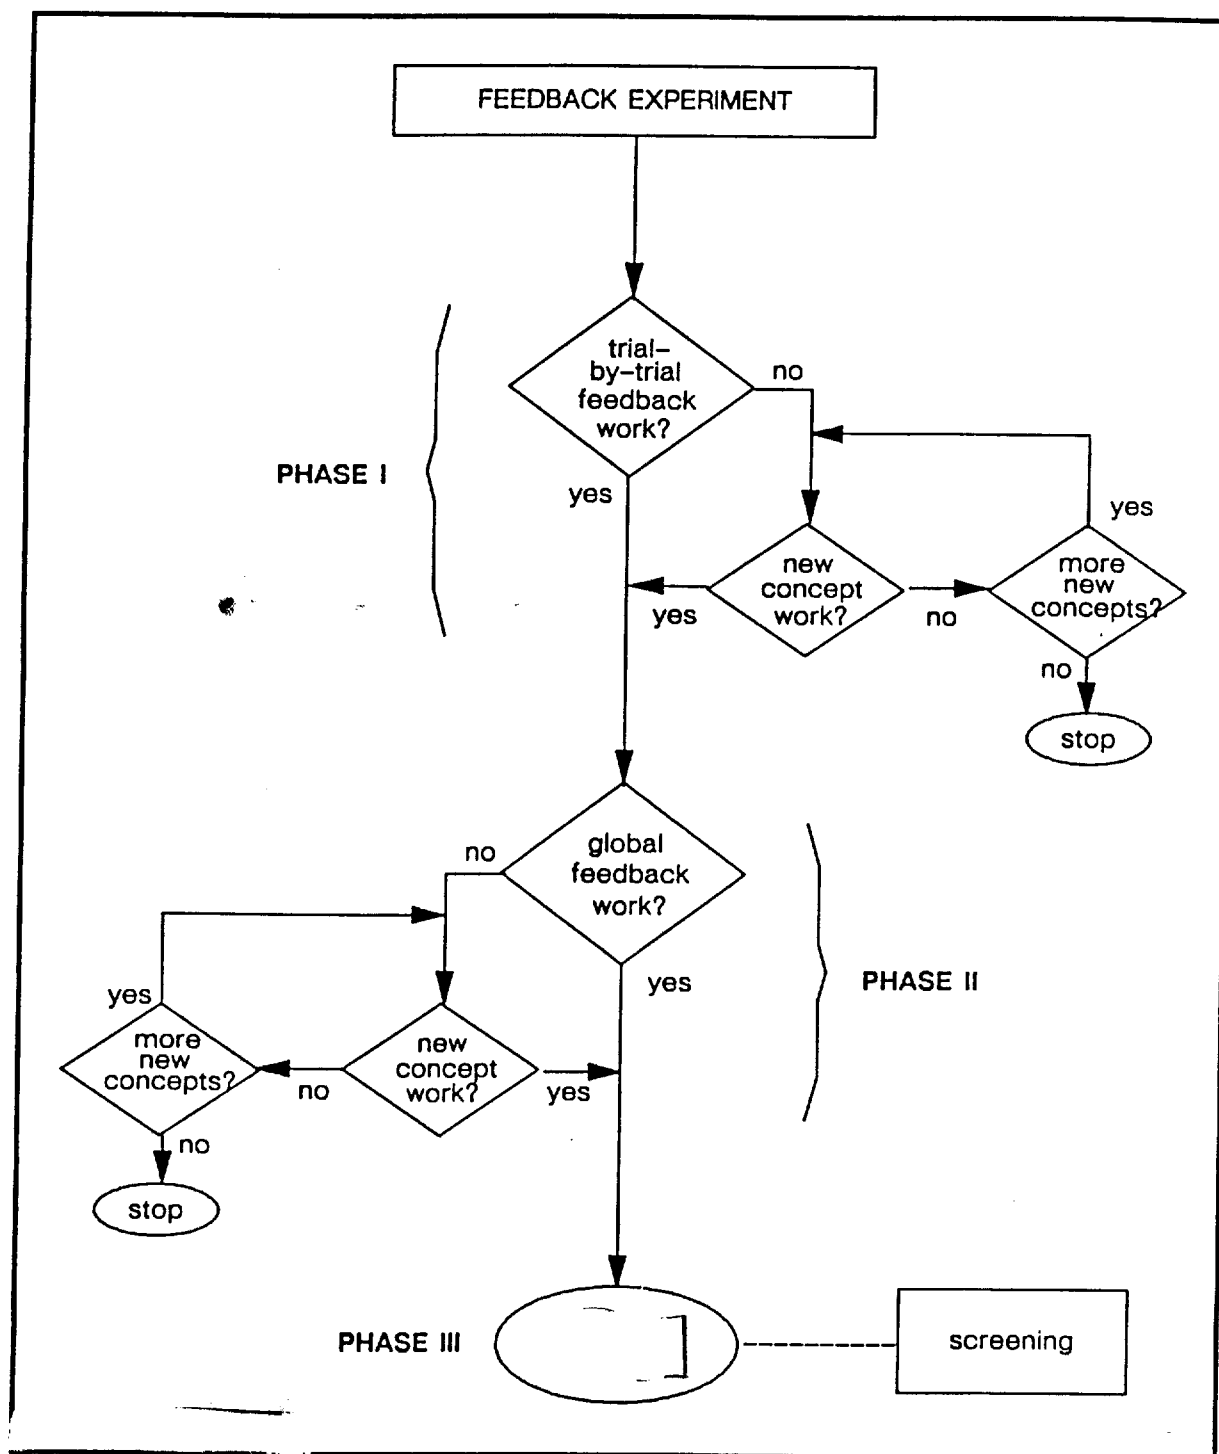 FEEDBACK EXPERIMENT
trial–
by–trial
feedback
work?
no
PHASE I
yes
yes
new
concept
work?
more
new
concepts?
yes
no
no
stop
no
global
feedback
work?
yes
PHASE II
yes
more
new
concepts?
new
concept
work?
no
yes
no
stop
PHASE III
screening